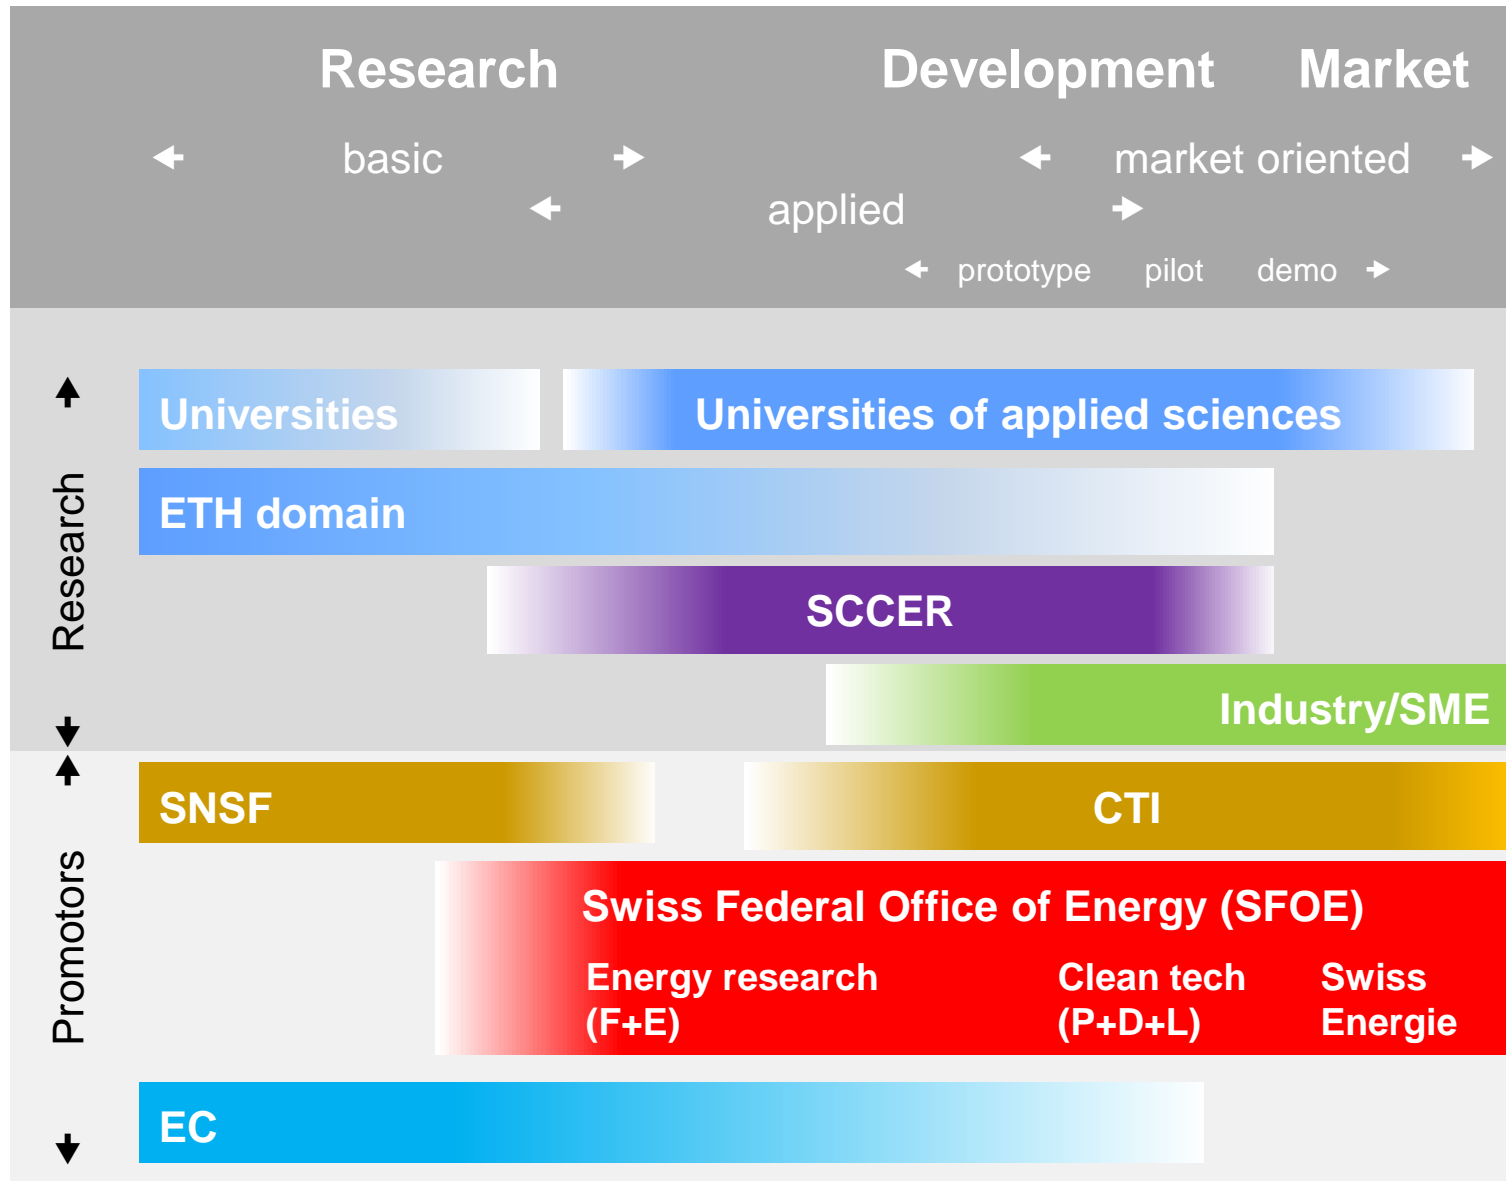 Research Development Market
basic market oriented
applied
prototype pilot demo
Research
Universities Universities of applied sciences
ETH domain
SCCER
Industry/SME
Promotors
SNSF CTI
Swiss Federal Office of Energy (SFOE)
Energy research Clean tech Swiss
(F+E) (P+D+L) Energie
EC